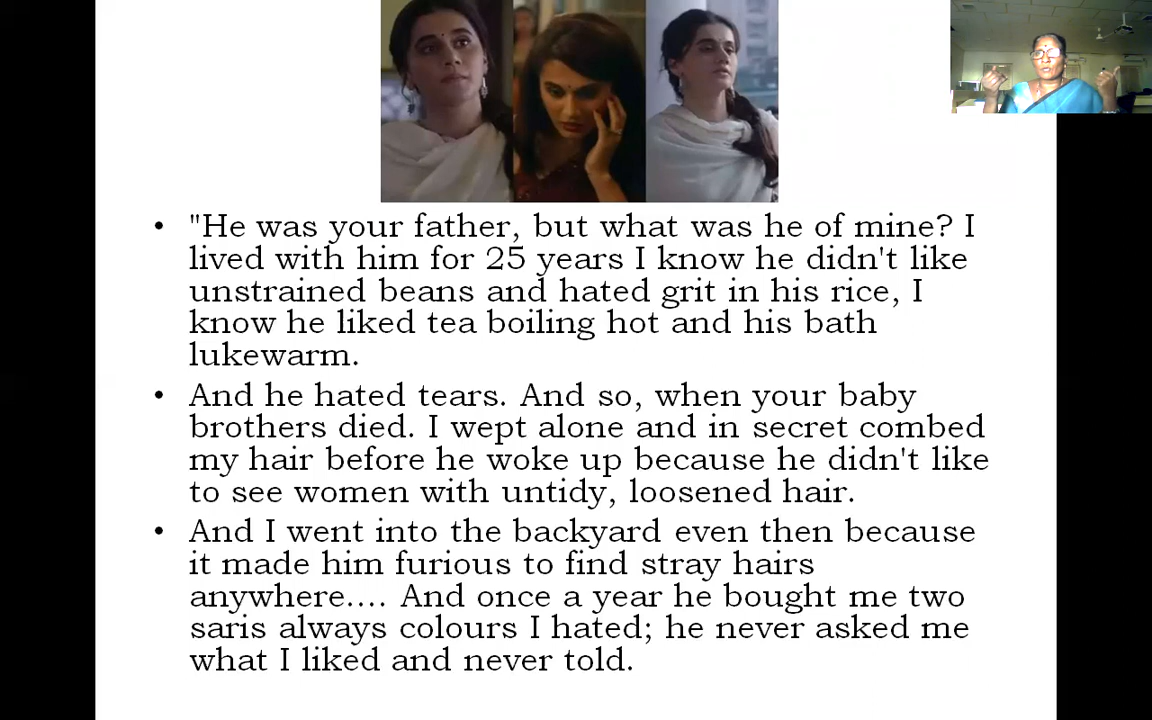 • "He was your father, but what was he of mine? I
lived with him for 25 years I know he didn't like
unstrained beans and hated grit in his rice, I
know he liked tea boiling hot and his bath
lukewarm.
• And he hated tears. And so, when your baby
brothers died. I wept alone and in secret combed
my hair before he woke up because he didn't like
to see women with untidy, loosened hair.
• And I went into the backyard even then because
it made him furious to find stray hairs
anywhere.... And once a year he bought me two
saris always colours I hated; he never asked me
what I liked and never told.